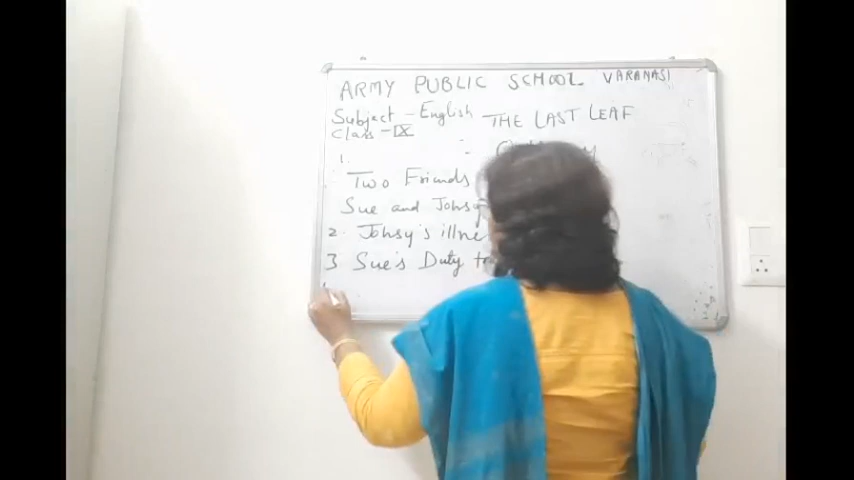 ARMY PUBLIC SCHOOL VARANASI
Subject - English THE LAST LEAF
Class - IX
1.
Two Friends
Sue and Johsy
2. Johsy's
3 Sue's Duty